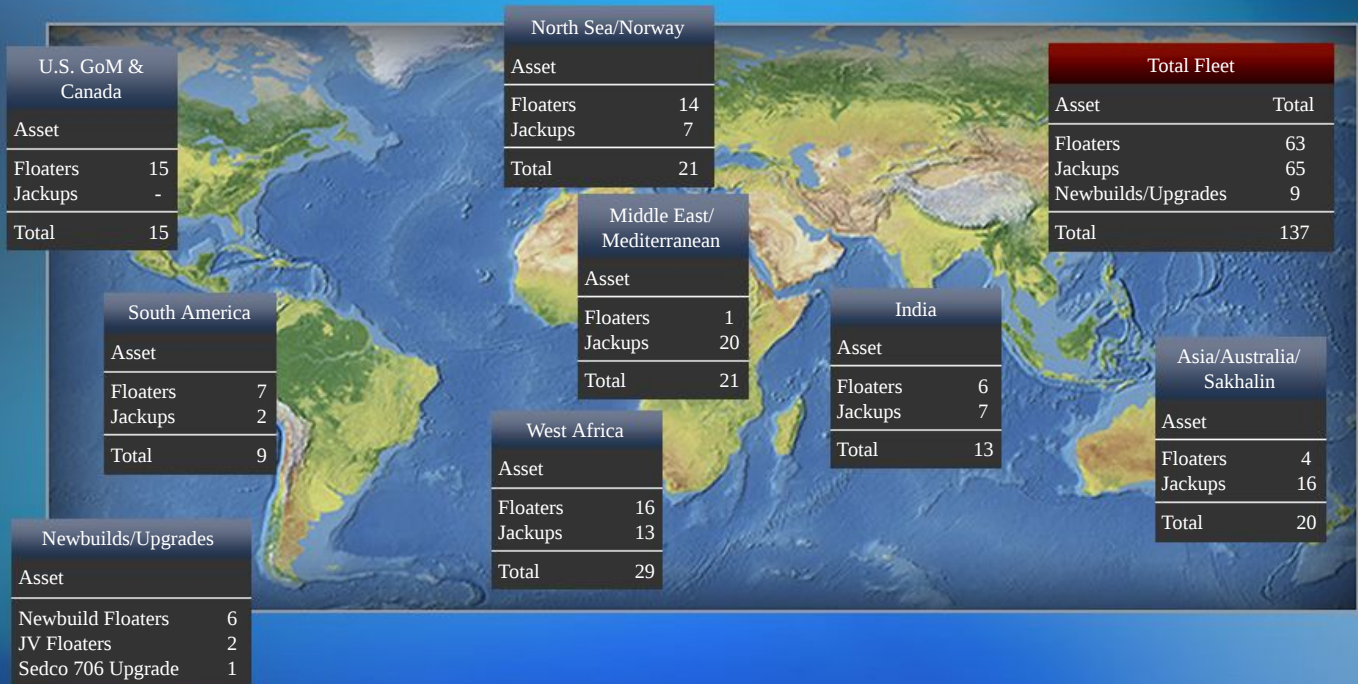 U.S. GoM &
Canada
Asset
Floaters 15
Jackups -
Total 15
North Sea/Norway
Asset
Floaters 14
Jackups 7
Total 21
Total Fleet
Asset Total
Floaters 63
Jackups 65
Newbuilds/Upgrades 9
Total 137
Middle East/
Mediterranean
Asset
Floaters 1
Jackups 20
Total 21
South America
Asset
Floaters 7
Jackups 2
Total 9
India
Asset
Floaters 6
Jackups 7
Total 13
Asia/Australia/
Sakhalin
Asset
Floaters 4
Jackups 16
Total 20
West Africa
Asset
Floaters 16
Jackups 13
Total 29
Newbuilds/Upgrades
Asset
Newbuild Floaters 6
JV Floaters 2
Sedco 706 Upgrade 1